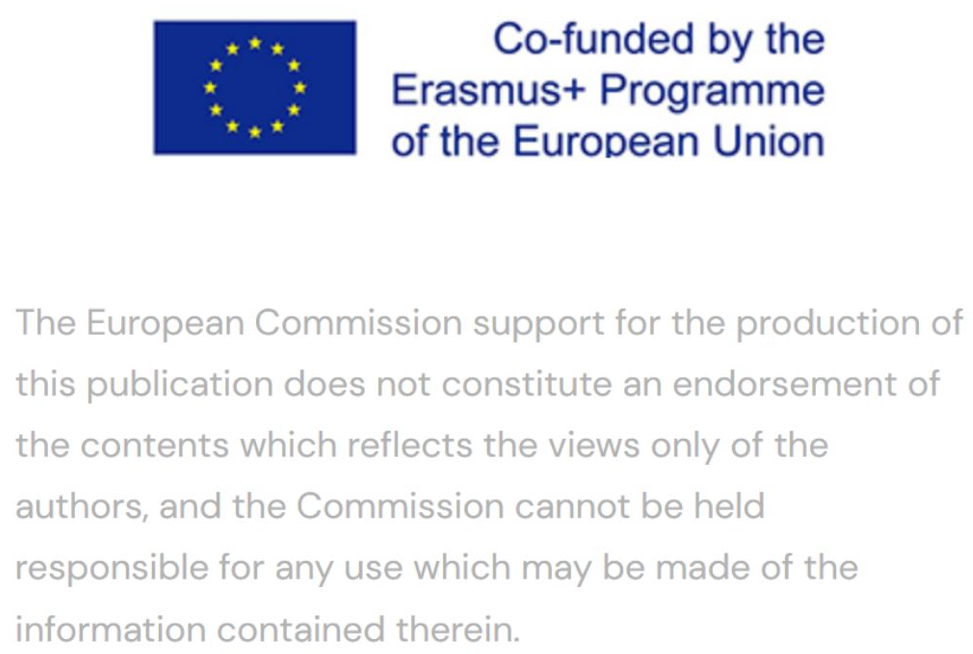 Co-funded by the
Erasmus+ Programme
of the European Union
The European Commission support for the production of
this publication does not constitute an endorsement of
the contents which reflects the views only of the
authors, and the Commission cannot be held
responsible for any use which may be made of the
information contained therein.